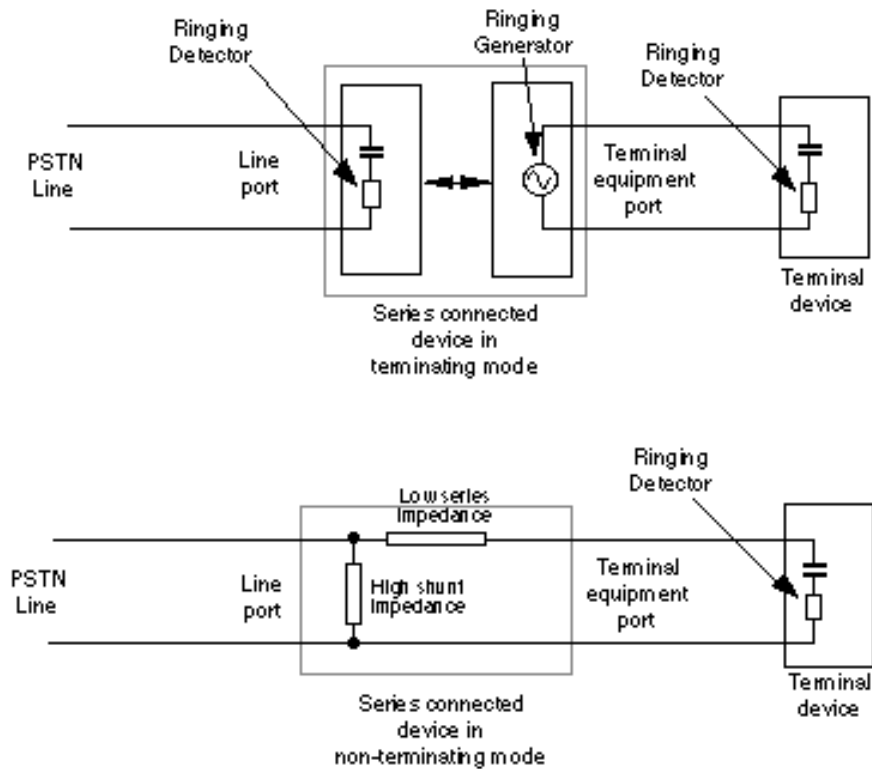 Ringing
Detector
Ringing
Generator
Ringing
Detector
PSTN
Line
Line
port
Terminal
equipment
port
Terminal
device
Series connected
device in
terminating mode
Ringing
Detector
Low series
Impedance
PSTN
Line
Line
port
High shunt
Impedance
Terminal
equipment
port
Terminal
device
Series connected
device in
non-terminating mode